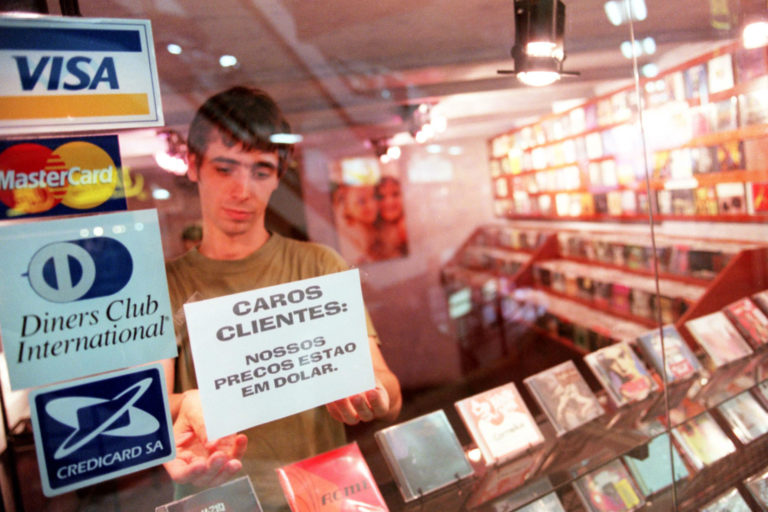 VISA
MasterCard
Diners Club
International®
CREDICARD SA
CAROS
CLIENTES:
NOSSOS
PRECOS ESTAO
EM DOLAR.